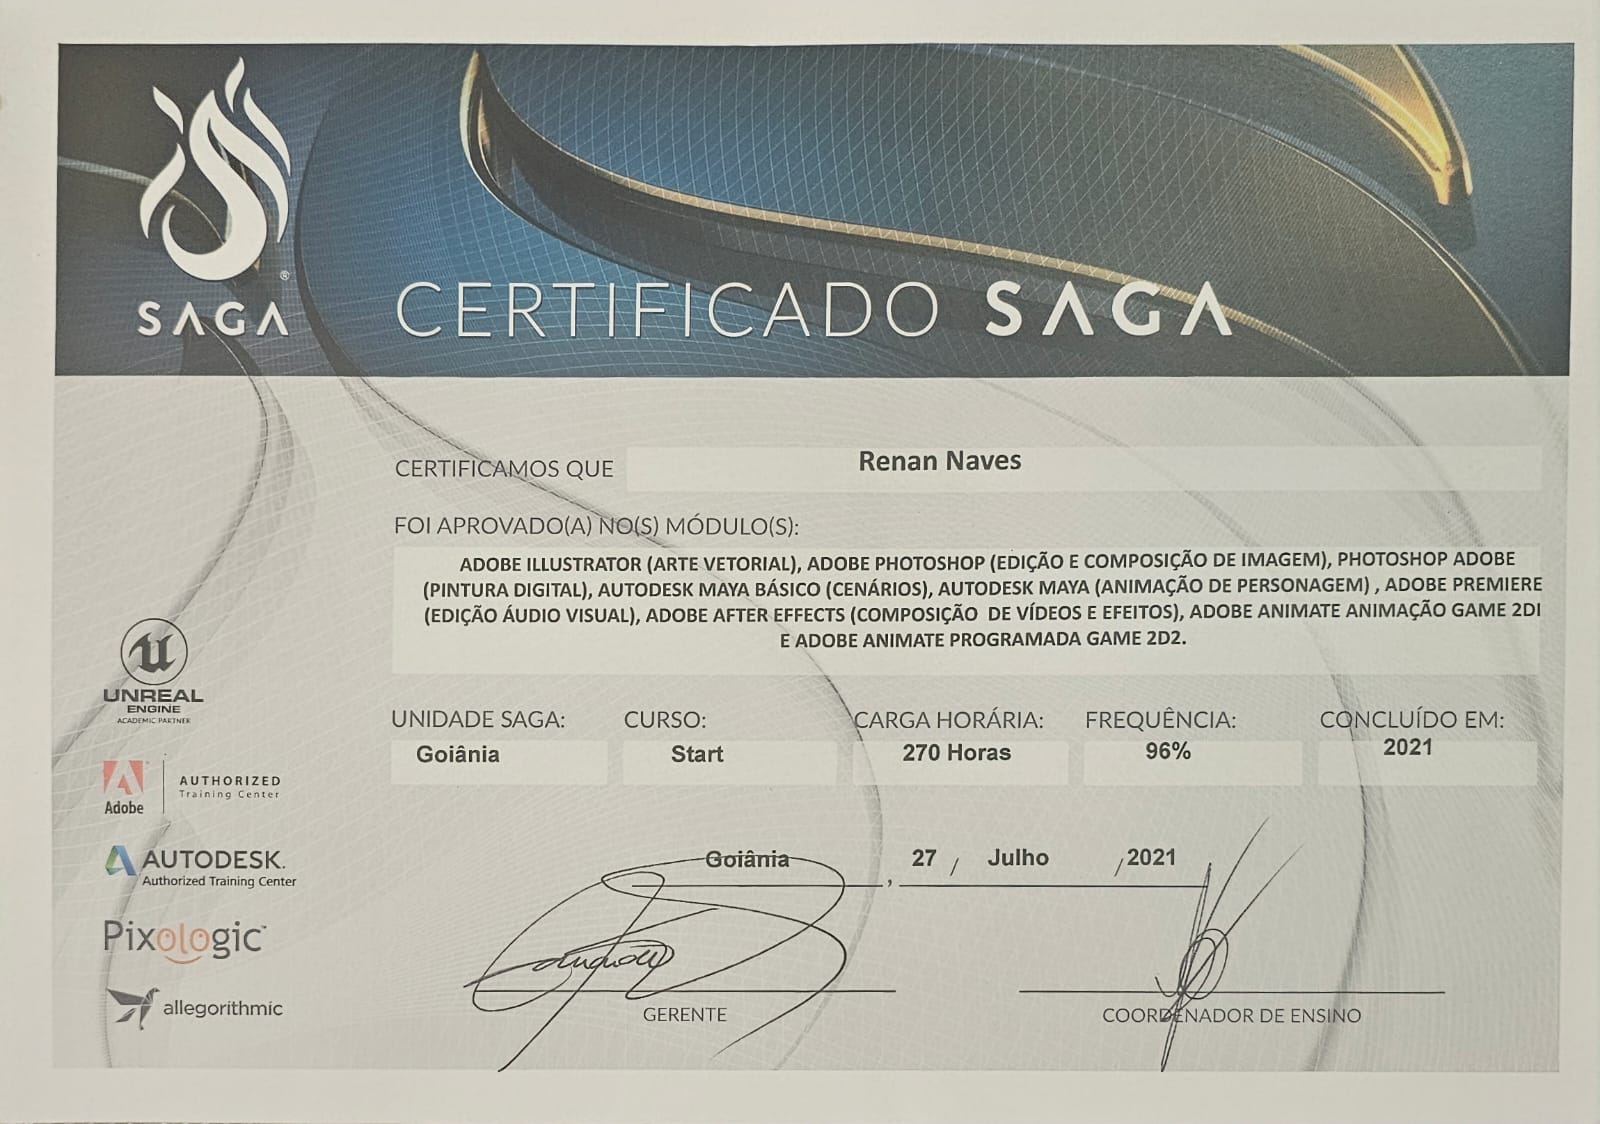 SAGA
®
CERTIFICADO SAGA
CERTIFICAMOS QUE Renan Naves
FOI APROVADO(A) NO(S) MÓDULO(S):
ADOBE ILLUSTRATOR (ARTE VETORIAL), ADOBE PHOTOSHOP (EDIÇÃO E COMPOSIÇÃO DE IMAGEM), PHOTOSHOP ADOBE
(PINTURA DIGITAL), AUTODESK MAYA BÁSICO (CENÁRIOS), AUTODESK MAYA (ANIMAÇÃO DE PERSONAGEM) , ADOBE PREMIERE
(EDIÇÃO ÁUDIO VISUAL), ADOBE AFTER EFFECTS (COMPOSIÇÃO DE VÍDEOS E EFEITOS), ADOBE ANIMATE ANIMAÇÃO GAME 2DI
E ADOBE ANIMATE PROGRAMADA GAME 2D2.
UNIDADE SAGA: CURSO: CARGA HORÁRIA: FREQUÊNCIA: CONCLUÍDO EM:
Goiânia Start 270 Horas 96% 2021
Goiânia , 27 / Julho / 2021
GERENTE COORDENADOR DE ENSINO
UNREAL
ENGINE
ACADEMIC PARTNER
Adobe
AUTHORIZED
Training Center
AUTODESK.
Authorized Training Center
Pixologic™
allegorithmic